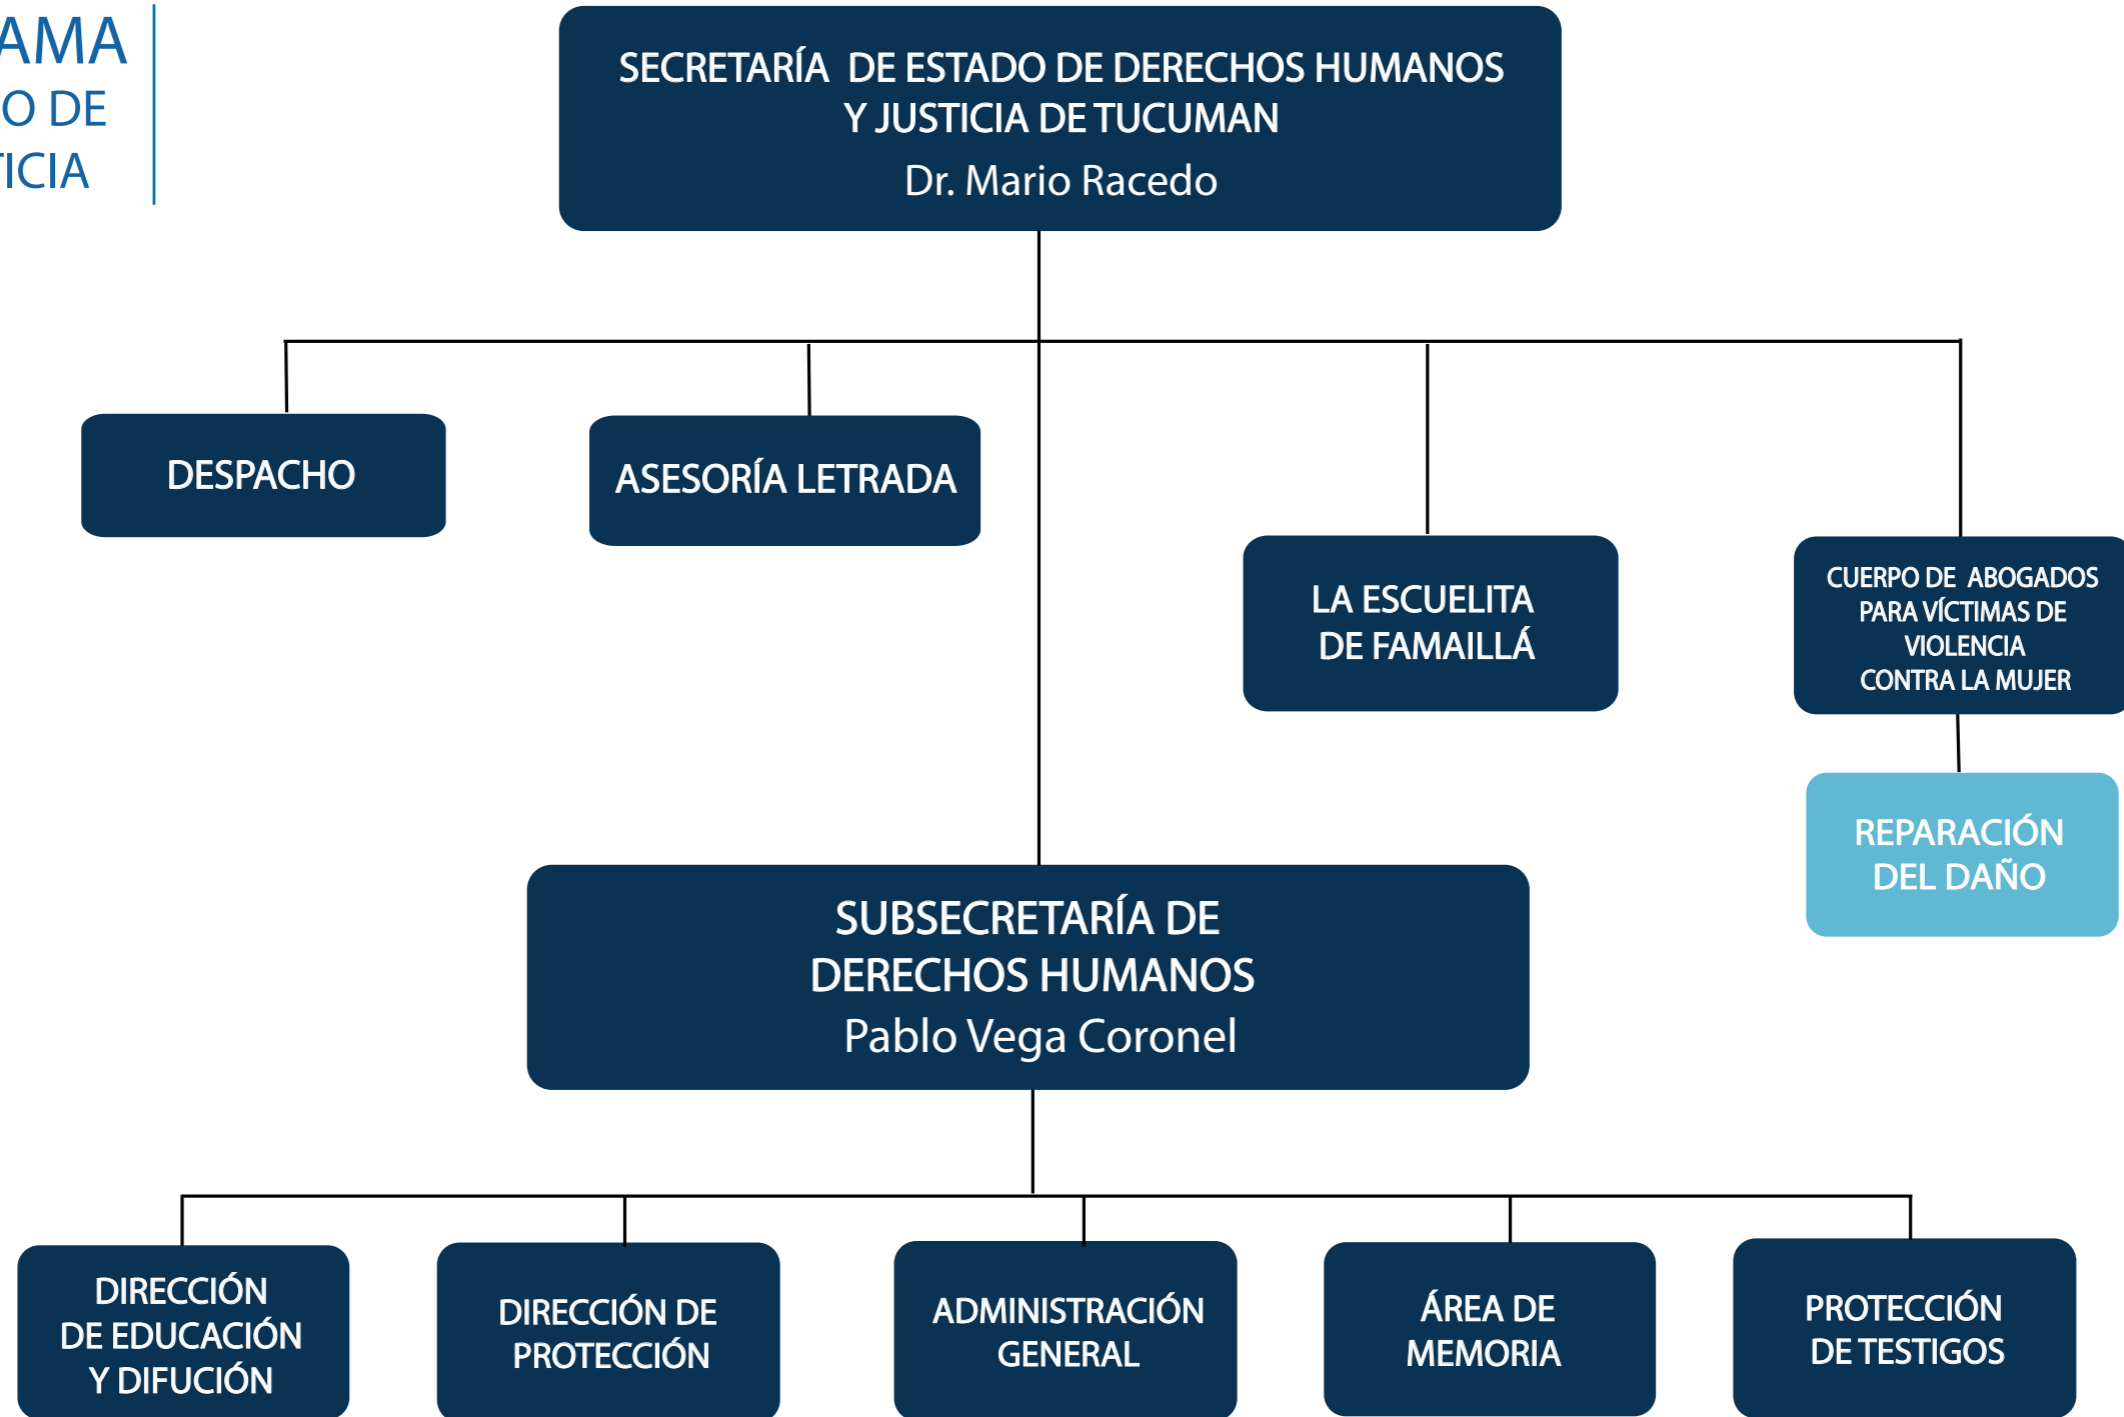 AMA
O DE
TICIA
SECRETARÍA DE ESTADO DE DERECHOS HUMANOS
Y JUSTICIA DE TUCUMAN
Dr. Mario Racedo
DESPACHO
ASESORÍA LETRADA
LA ESCUELITA
DE FAMAILLÁ
CUERPO DE ABOGADOS
PARA VÍCTIMAS DE
VIOLENCIA
CONTRA LA MUJER
REPARACIÓN
DEL DAÑO
SUBSECRETARÍA DE
DERECHOS HUMANOS
Pablo Vega Coronel
DIRECCIÓN
DE EDUCACIÓN
Y DIFUCIÓN
DIRECCIÓN DE
PROTECCIÓN
ADMINISTRACIÓN
GENERAL
ÁREA DE
MEMORIA
PROTECCIÓN
DE TESTIGOS